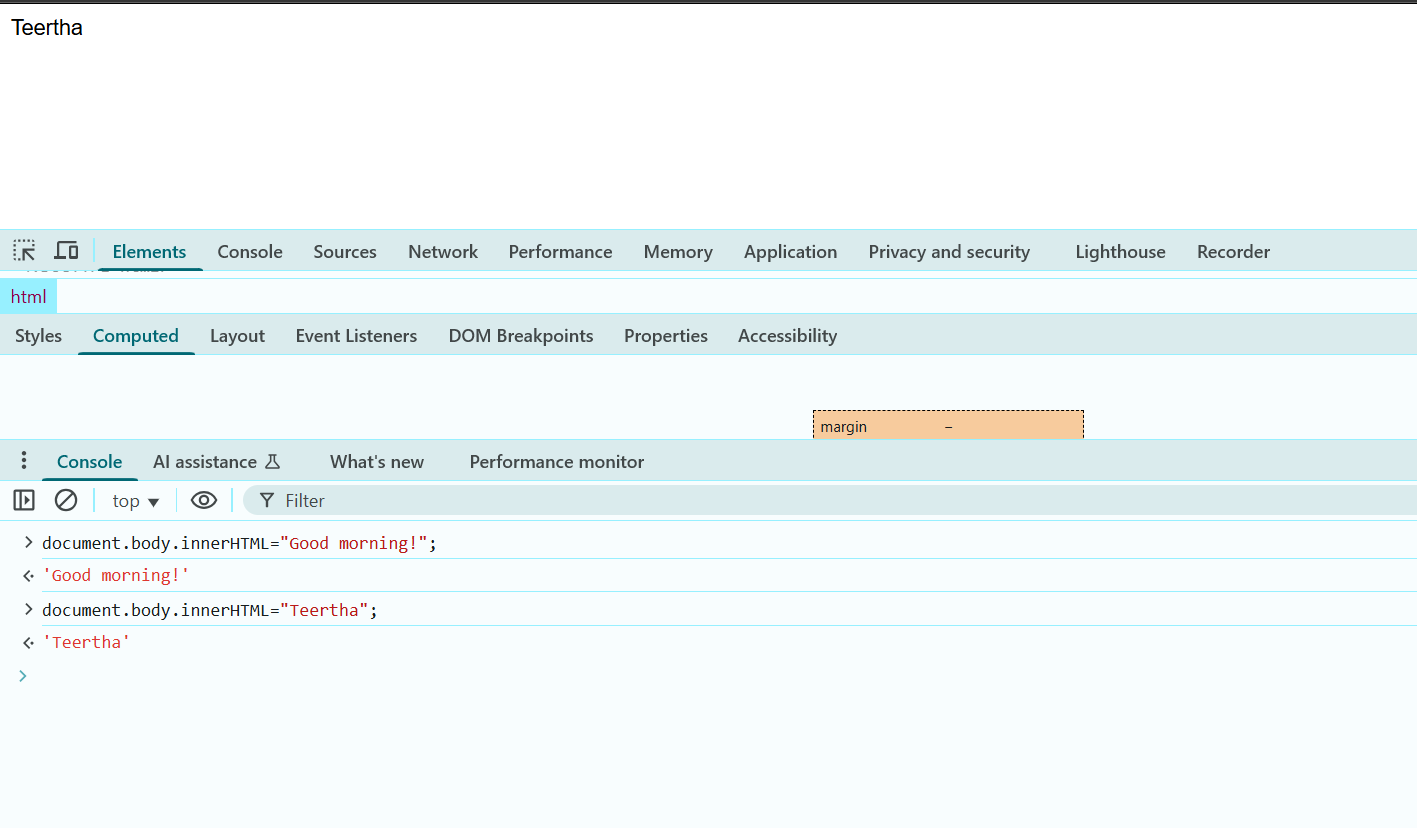 Teertha
Elements Console Sources Network Performance Memory Application Privacy and security Lighthouse Recorder
html
Styles Computed Layout Event Listeners DOM Breakpoints Properties Accessibility
margin –
Console AI assistance What's new Performance monitor
top Filter
document.body.innerHTML="Good morning!";
'Good morning!'
document.body.innerHTML="Teertha";
'Teertha'